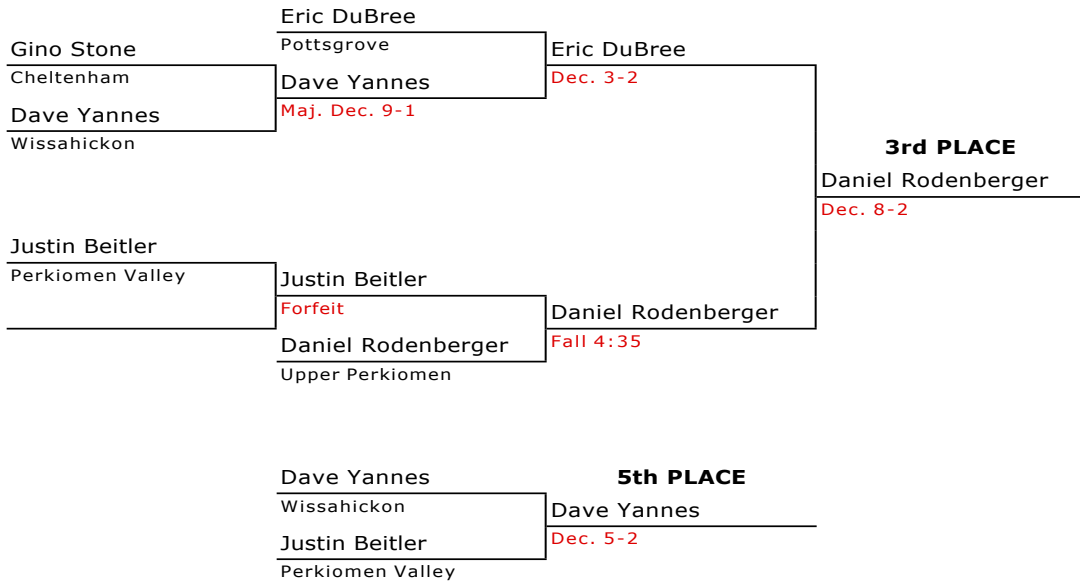 Eric DuBree
Pottsgrove
Gino Stone
Cheltenham
Eric DuBree
Dec. 3-2
Dave Yannes
Maj. Dec. 9-1
Dave Yannes
Wissahickon
3rd PLACE
Daniel Rodenberger
Dec. 8-2
Justin Beitler
Perkiomen Valley
Justin Beitler
Forfeit
Daniel Rodenberger
Fall 4:35
Daniel Rodenberger
Upper Perkiomen
Dave Yannes
Wissahickon
5th PLACE
Dave Yannes
Dec. 5-2
Justin Beitler
Perkiomen Valley